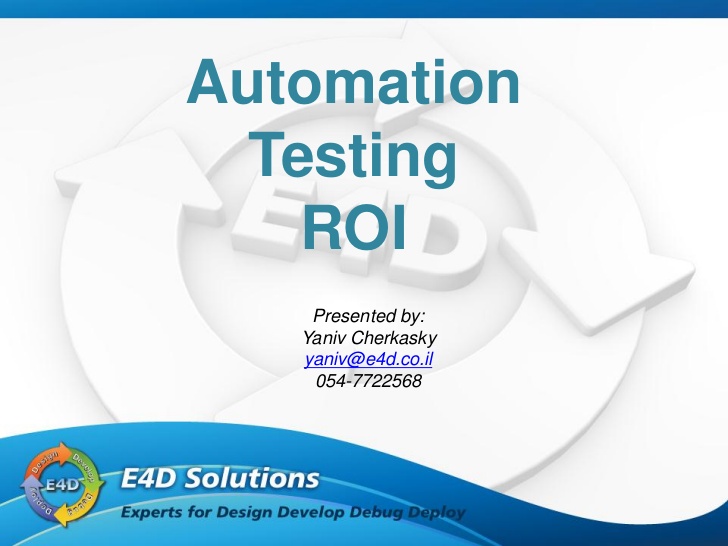 Automation
Testing
ROI
E4D
Presented by:
Yaniv Cherkasky
yaniv@e4d.co.il
054-7722568
Design
Develop
Debug
Deploy
E4D
E4D Solutions
Experts for Design Develop Debug Deploy